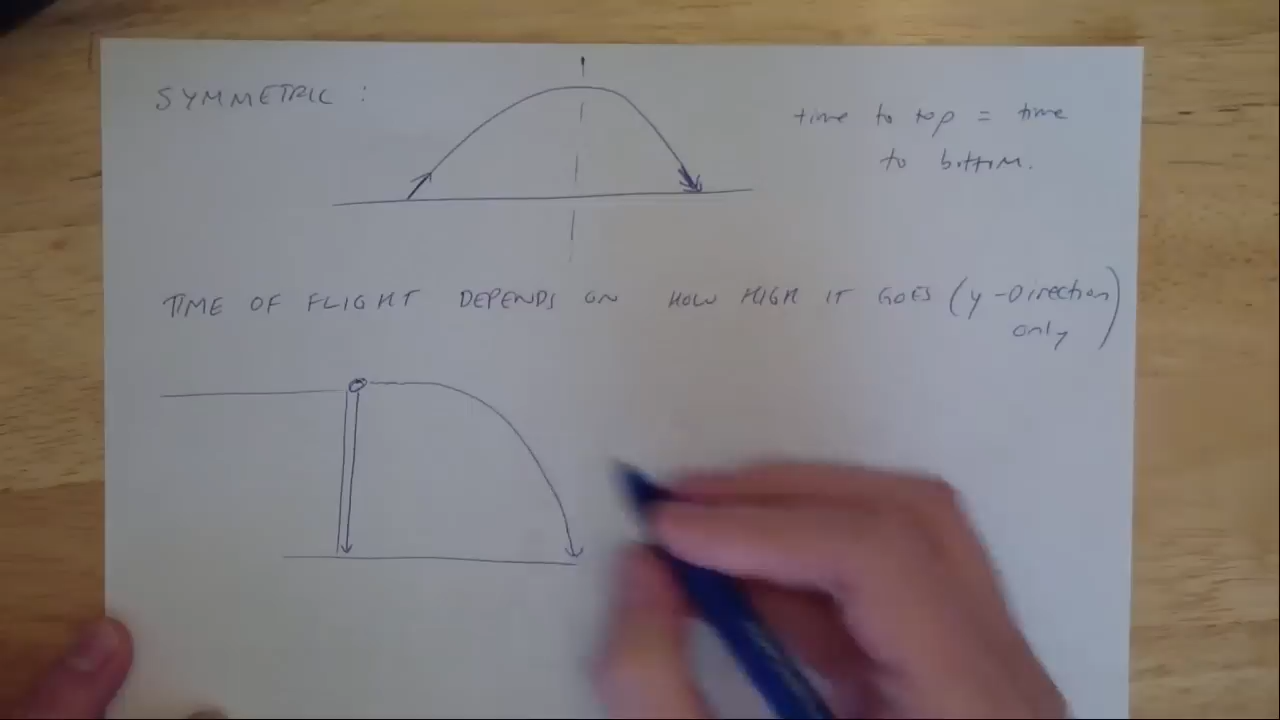 SYMMETRIC :
time to top = time
to bottom.
TIME OF FLIGHT DEPENDS ON HOW HIGH IT GOES (y-Direction
only)